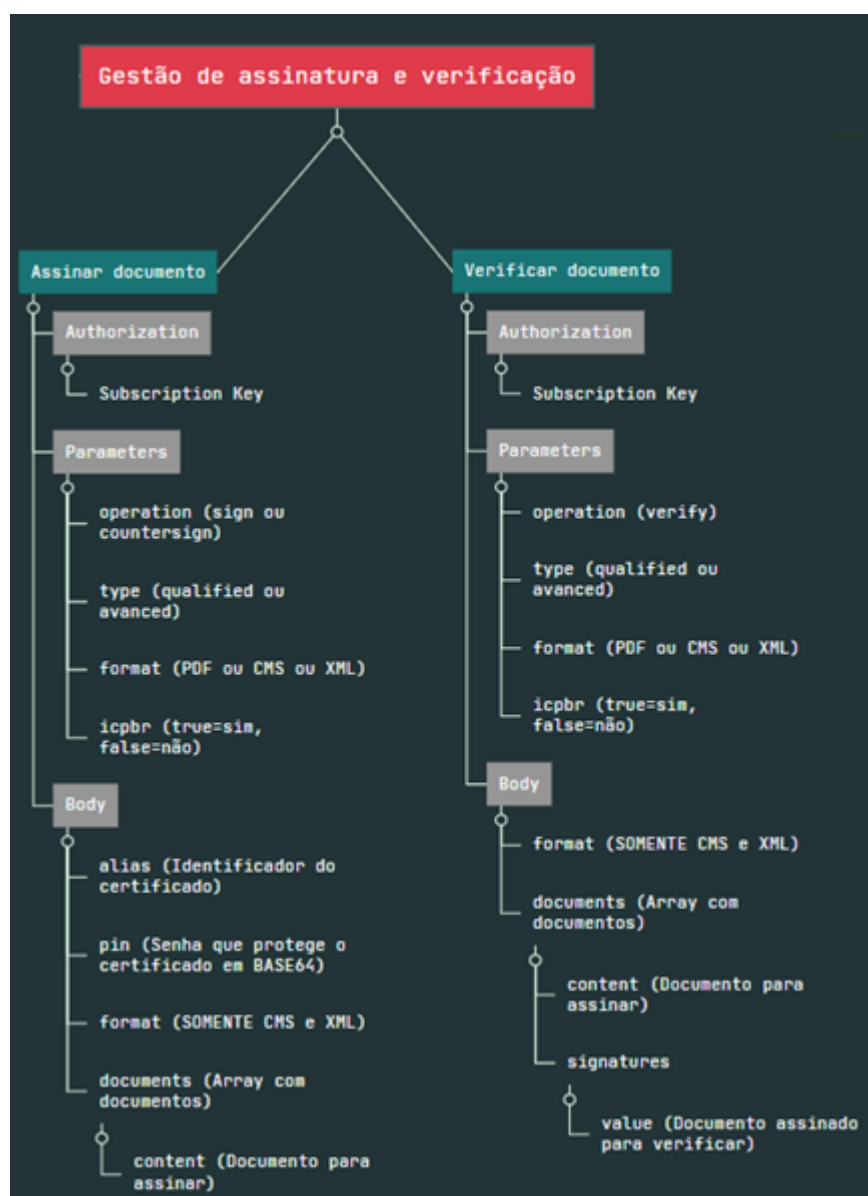 Gestão de assinatura e verificação
Assinar documento
Authorization
Subscription Key
Parameters
operation (sign ou
countersign)
type (qualified ou
avanced)
format (PDF ou CMS ou XML)
icpbr (true=sim,
false=não)
Body
alias (Identificador do
certificado)
pin (Senha que protege o
certificado em BASE64)
format (SOMENTE CMS e XML)
documents (Array com
documentos)
content (Documento para
assinar)
Verificar documento
Authorization
Subscription Key
Parameters
operation (verify)
type (qualified ou
avanced)
format (PDF ou CMS ou XML)
icpbr (true=sim,
false=não)
Body
format (SOMENTE CMS e XML)
documents (Array com
documentos)
content (Documento para
assinar)
signatures
value (Documento assinado
para verificar)